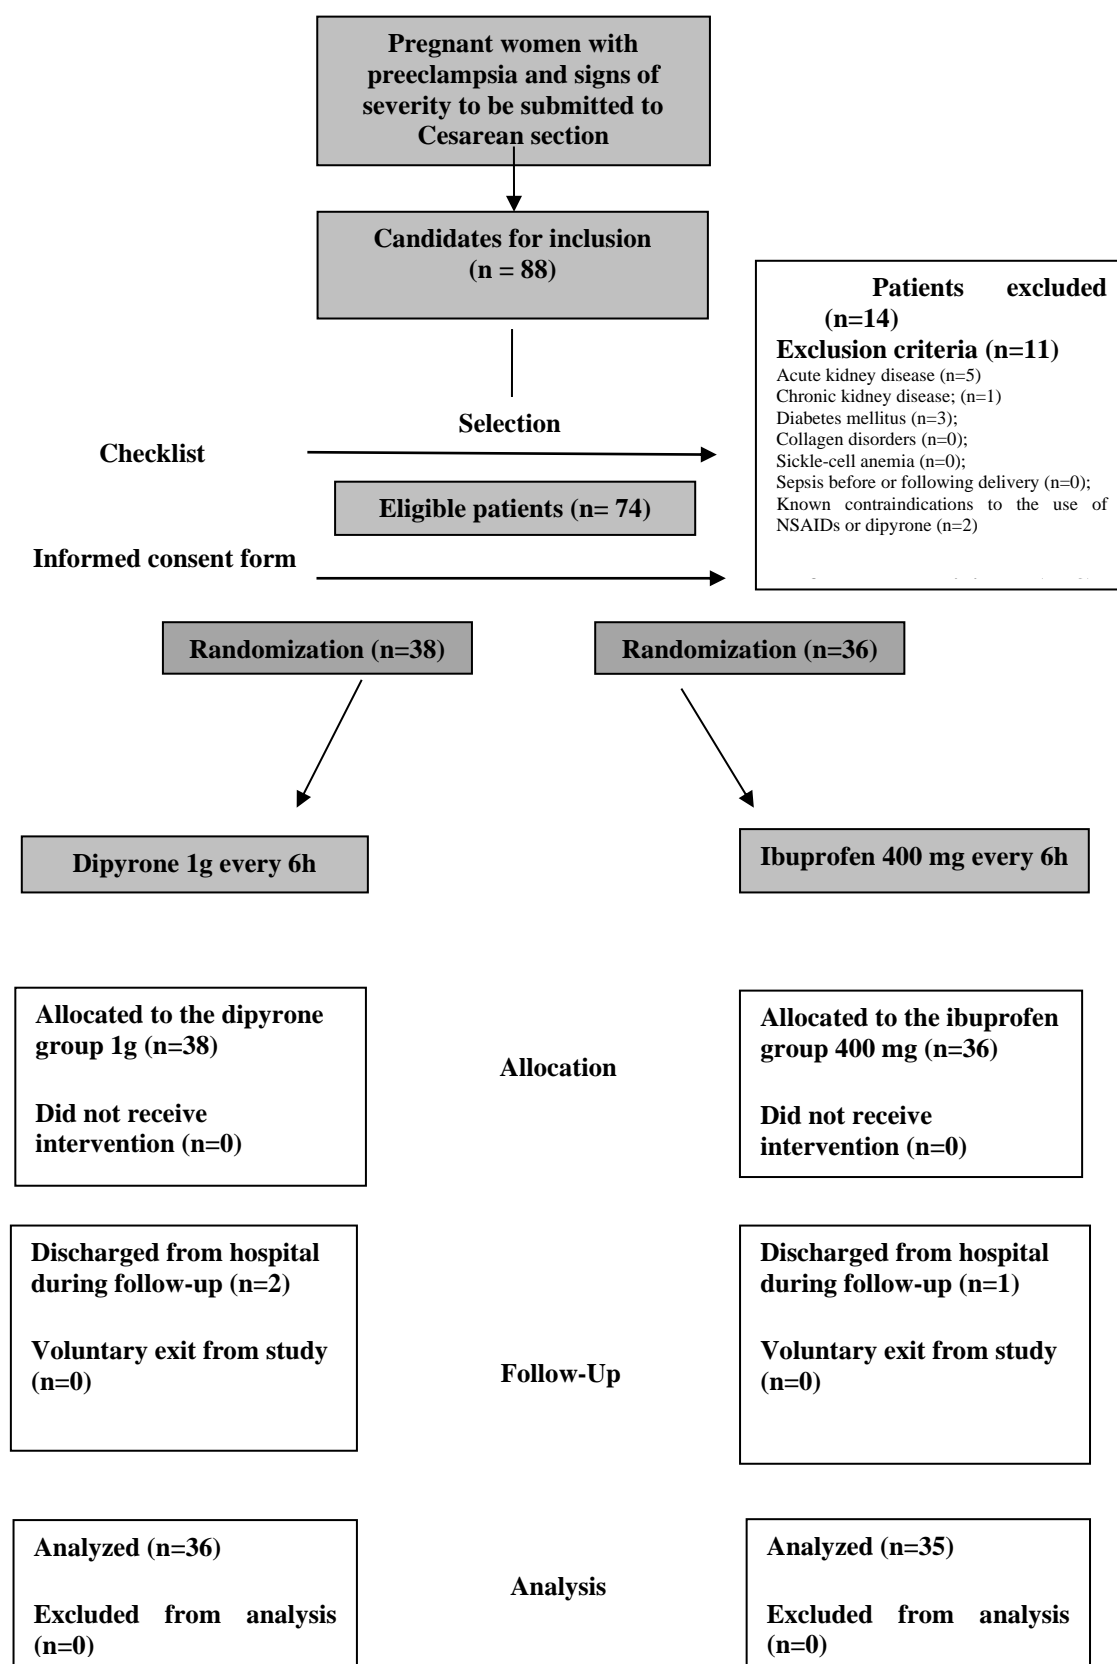 Pregnant women with
preeclampsia and signs of
severity to be submitted to
Cesarean section
Candidates for inclusion
(n = 88)
Patients excluded
(n=14)
Exclusion criteria (n=11)
Acute kidney disease (n=5)
Chronic kidney disease; (n=1)
Diabetes mellitus (n=3);
Collagen disorders (n=0);
Sickle-cell anemia (n=0);
Sepsis before or following delivery (n=0);
Known contraindications to the use of
NSAIDs or dipyrone (n=2)
Selection
Checklist
Eligible patients (n= 74)
Informed consent form
Randomization (n=38)
Randomization (n=36)
Dipyrone 1g every 6h
Ibuprofen 400 mg every 6h
Allocated to the dipyrone
group 1g (n=38)
Did not receive
intervention (n=0)
Allocation
Allocated to the ibuprofen
group 400 mg (n=36)
Did not receive
intervention (n=0)
Discharged from hospital
during follow-up (n=2)
Voluntary exit from study
(n=0)
Follow-Up
Discharged from hospital
during follow-up (n=1)
Voluntary exit from study
(n=0)
Analyzed (n=36)
Excluded from analysis
(n=0)
Analysis
Analyzed (n=35)
Excluded from analysis
(n=0)